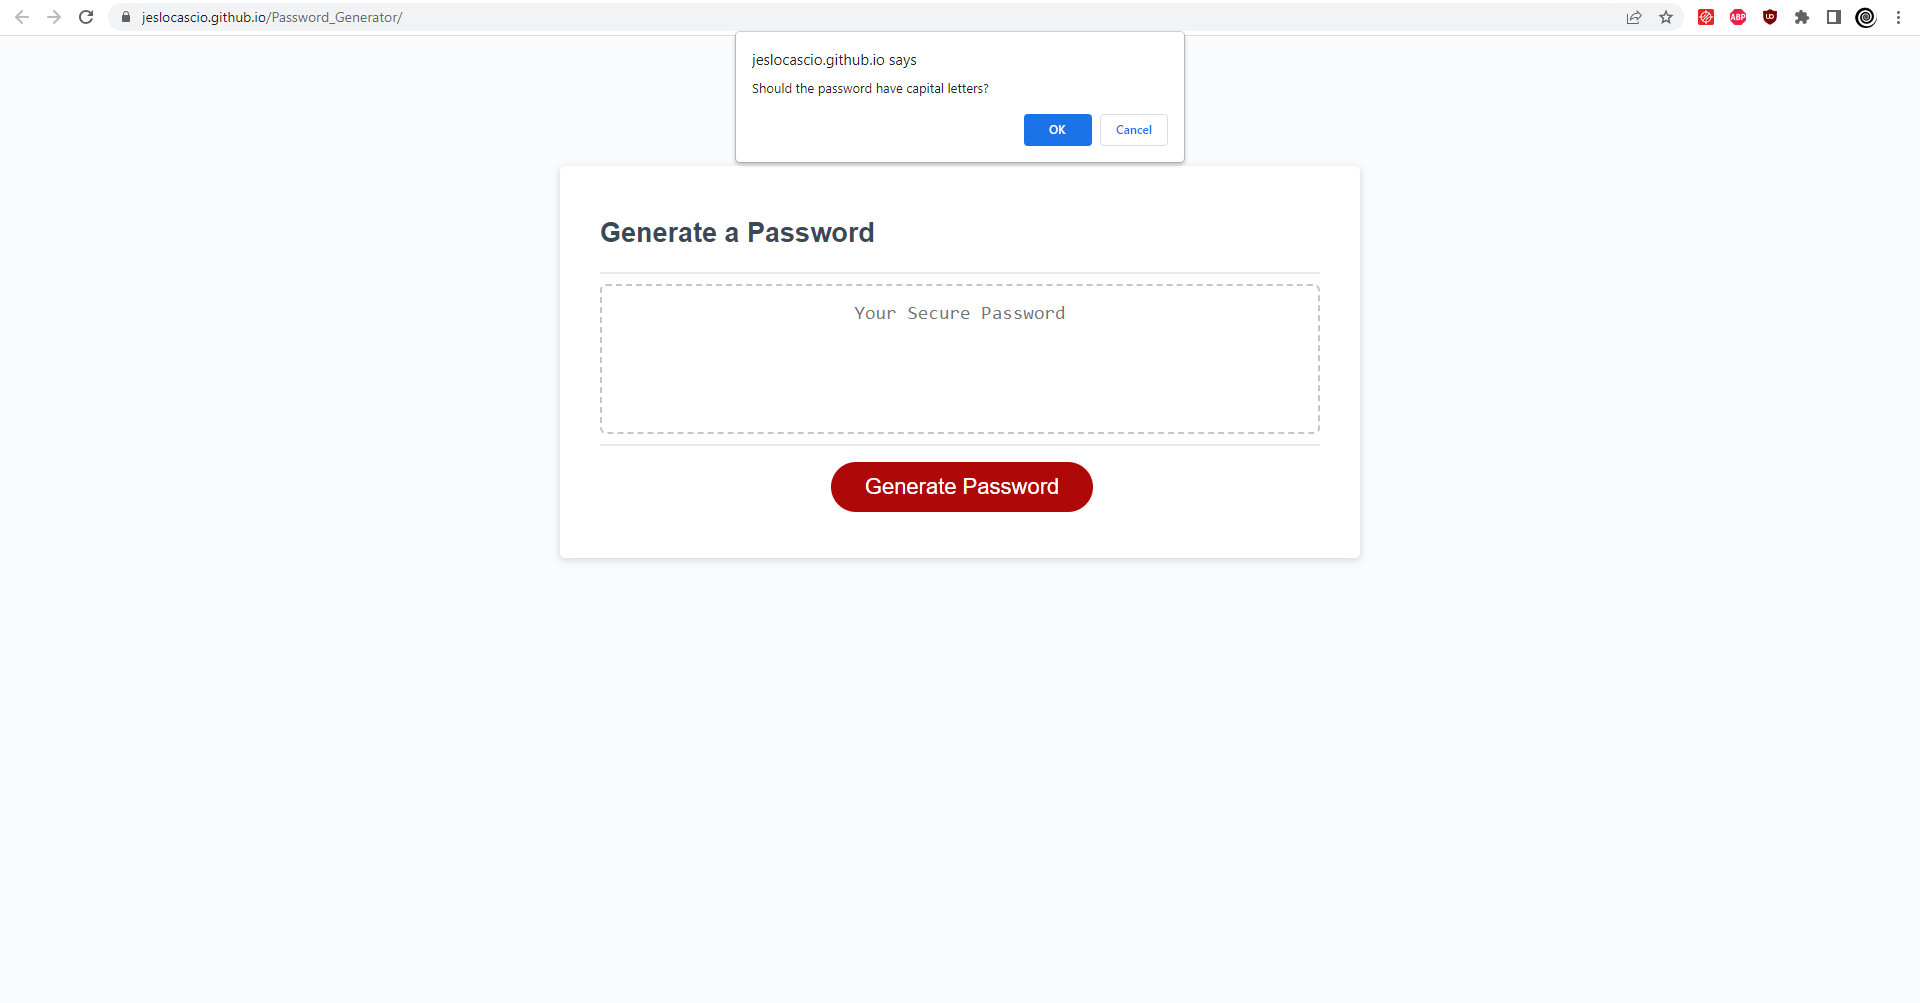 jeslocascio.github.io/Password_Generator/
ABP
jeslocascio.github.io says
Should the password have capital letters?
OK
Cancel
Generate a Password
Your Secure Password
Generate Password